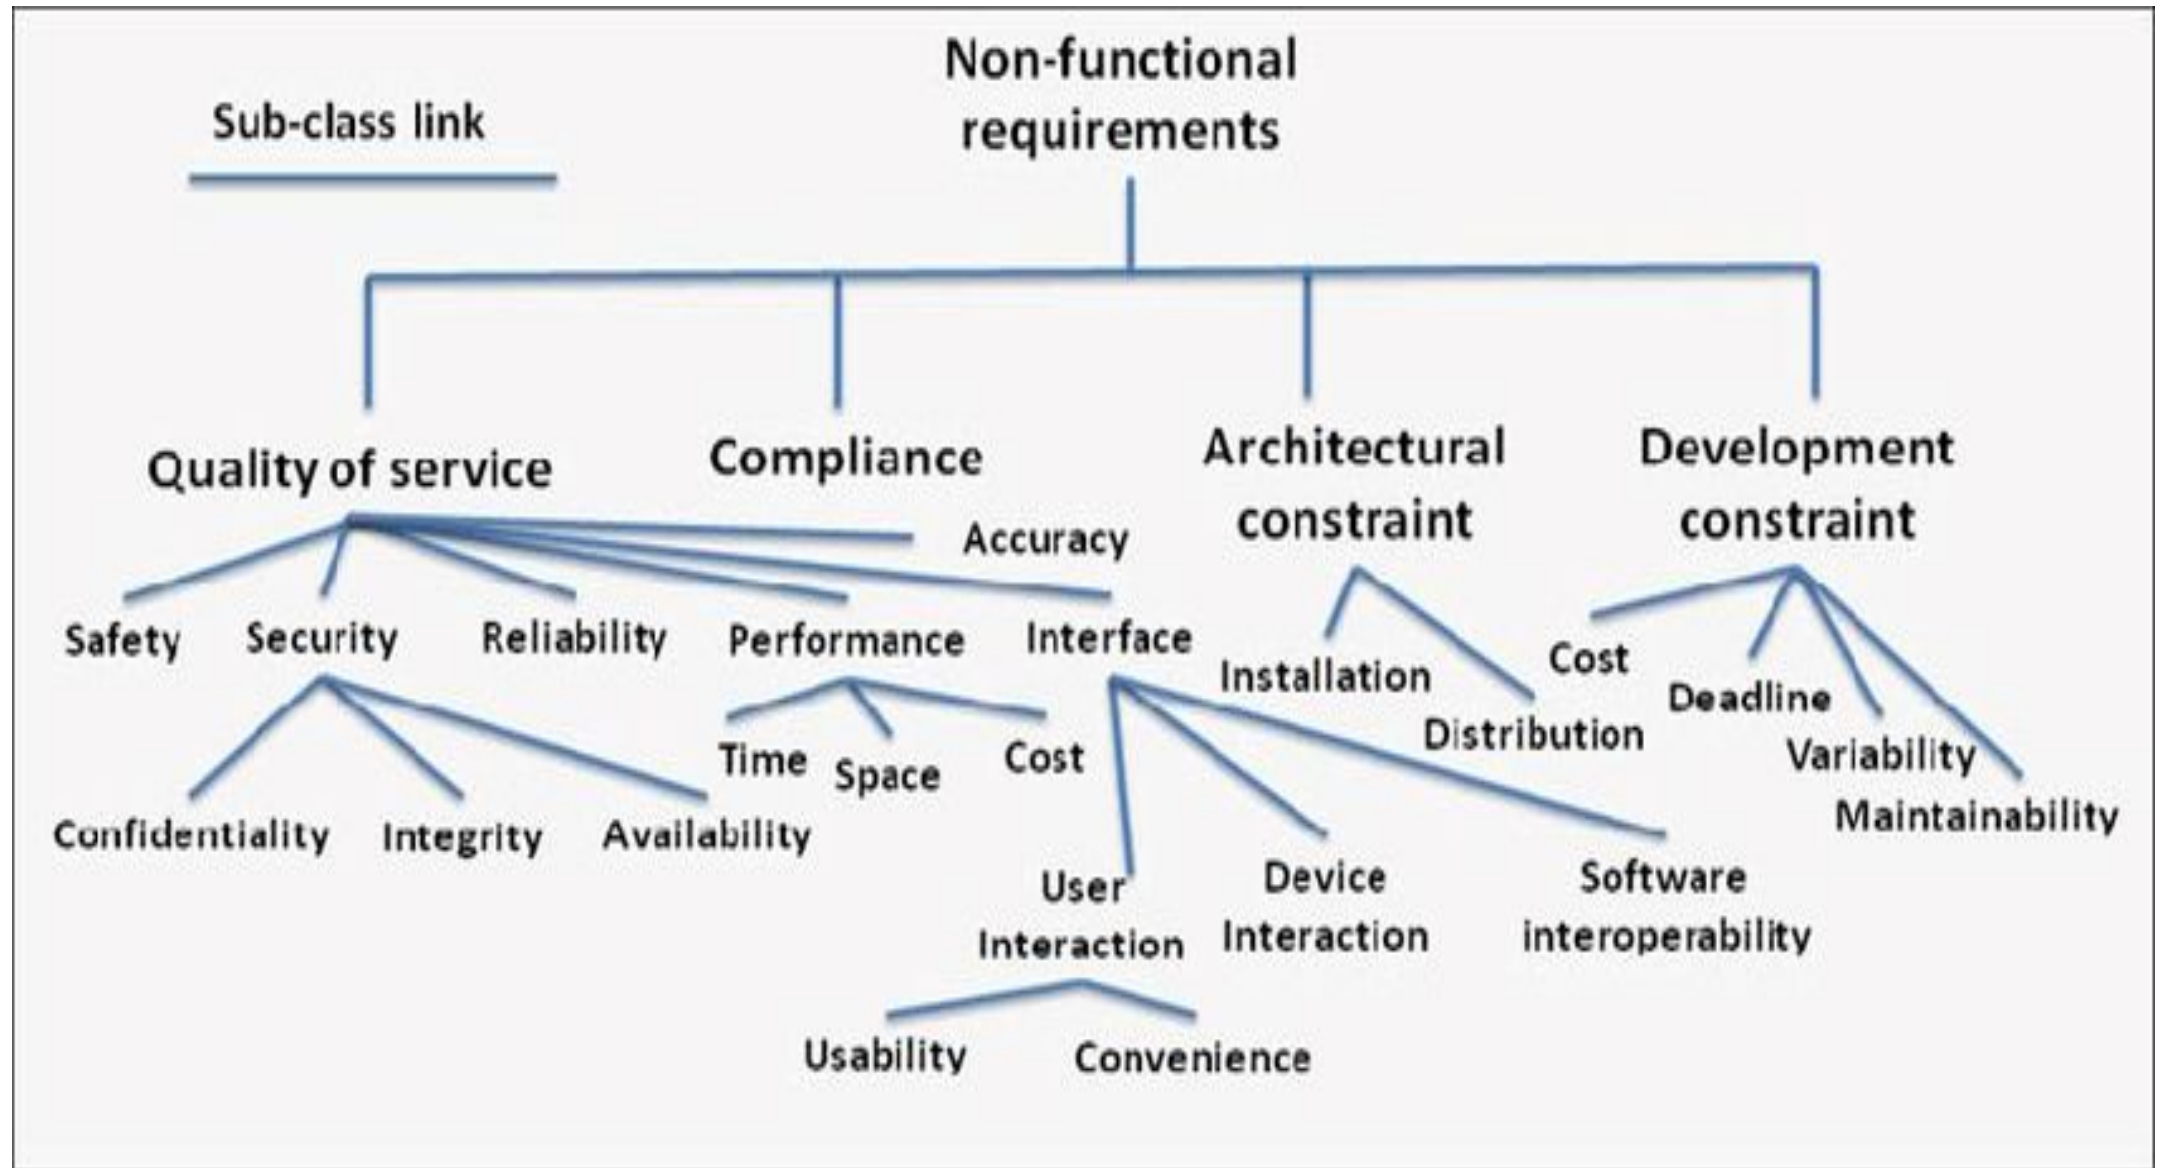 Non-functional
requirements
Sub-class link
Quality of service
Compliance
Architectural
constraint
Development
constraint
Accuracy
Safety
Security
Reliability
Performance
Interface
Installation
Distribution
Cost
Deadline
Variability
Maintainability
Confidentiality
Integrity
Availability
Time
Space
Cost
User
Interaction
Device
Interaction
Software
interoperability
Usability
Convenience